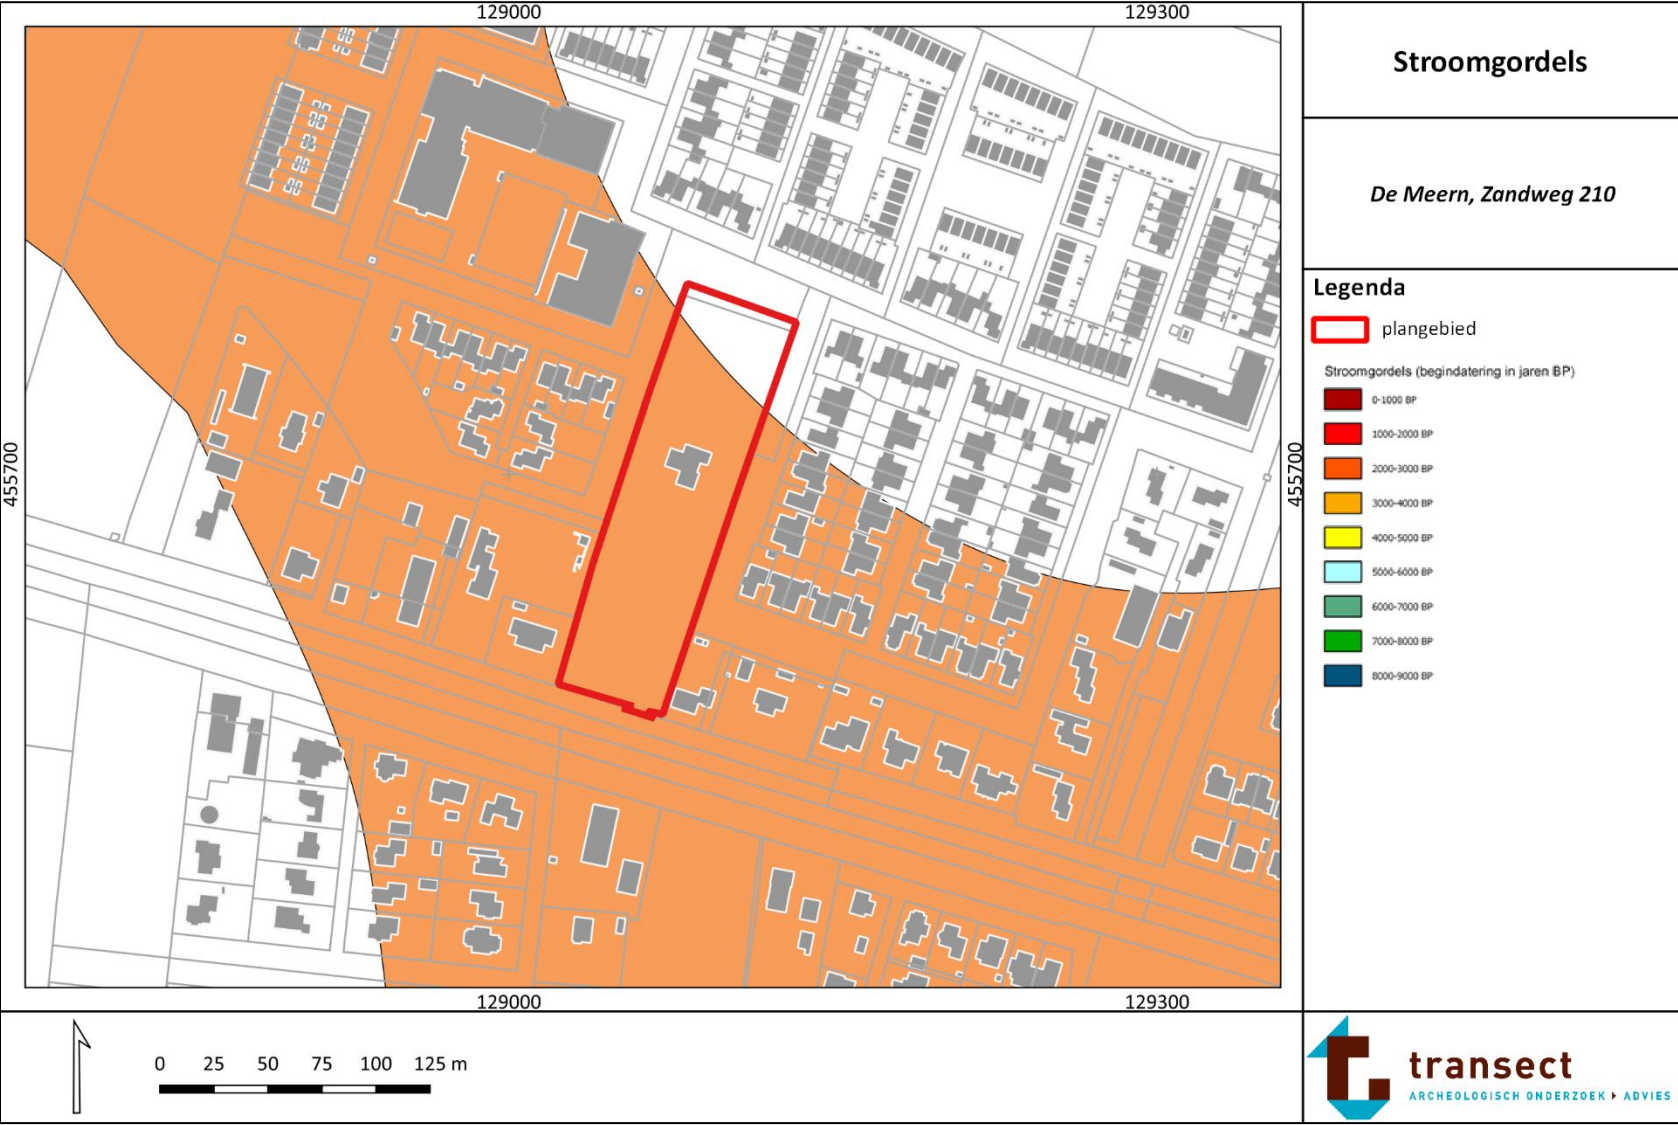 129000
129300
455700
455700
129000
129300
Stroomgordels
De Meern, Zandweg 210
Legenda
plangebied
Stroomgordels (begindatering in jaren BP)
0-1000 BP
1000-2000 BP
2000-3000 BP
3000-4000 BP
4000-5000 BP
5000-6000 BP
6000-7000 BP
7000-8000 BP
8000-9000 BP
0 25 50 75 100 125 m
transect
ARCHEOLOGISCH ONDERZOEK ADVIES